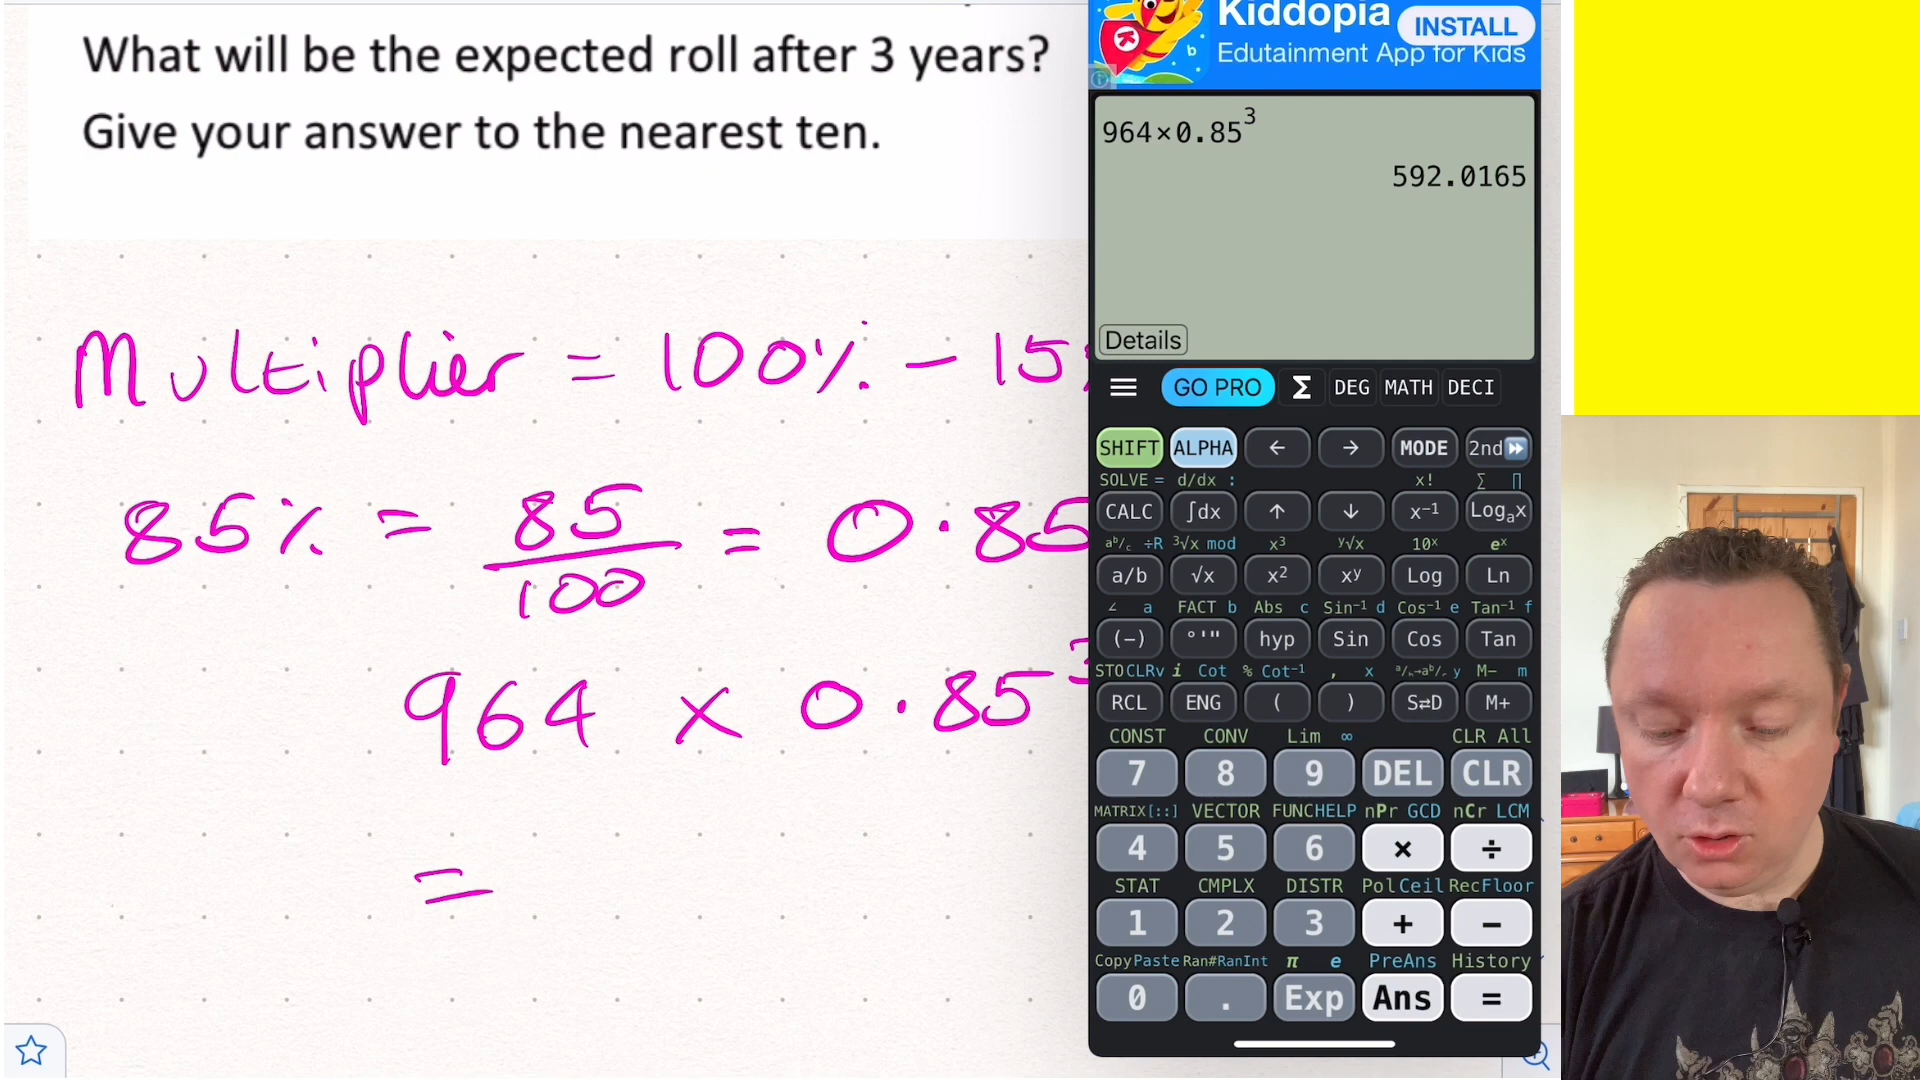 What will be the expected roll after 3 years?
Give your answer to the nearest ten.
Multiplier = 100% - 15%
85% = 85/100 = 0.85
964 x 0.85³
=
Kiddopia INSTALL
Edutainment App for Kids
964×0.85³
592.0165
Details
GO PRO Σ DEG MATH DECI
SHIFT ALPHA ← → MODE 2nd
SOLVE = d/dx : x! ∑ ∏
CALC ∫dx ↑ ↓ x⁻¹ Logₐx
aᵇ/c ÷R ³√x mod x³ ʸ√x 10ˣ eˣ
a/b √x x² xʸ Log Ln
∠ a FACT b Abs c Sin⁻¹ d Cos⁻¹ e Tan⁻¹ f
(−) °'" hyp Sin Cos Tan
STO CLRv i Cot % Cot⁻¹ , x y M− m
RCL ENG ( ) S⇄D M+
CONST CONV Lim ∞ CLR All
7 8 9 DEL CLR
MATRIX[::] VECTOR FUNC HELP nPr GCD nCr LCM
4 5 6 × ÷
STAT CMPLX DISTR Pol Ceil Rec Floor
1 2 3 + −
Copy Paste Ran# RanInt π e PreAns History
0 . Exp Ans =